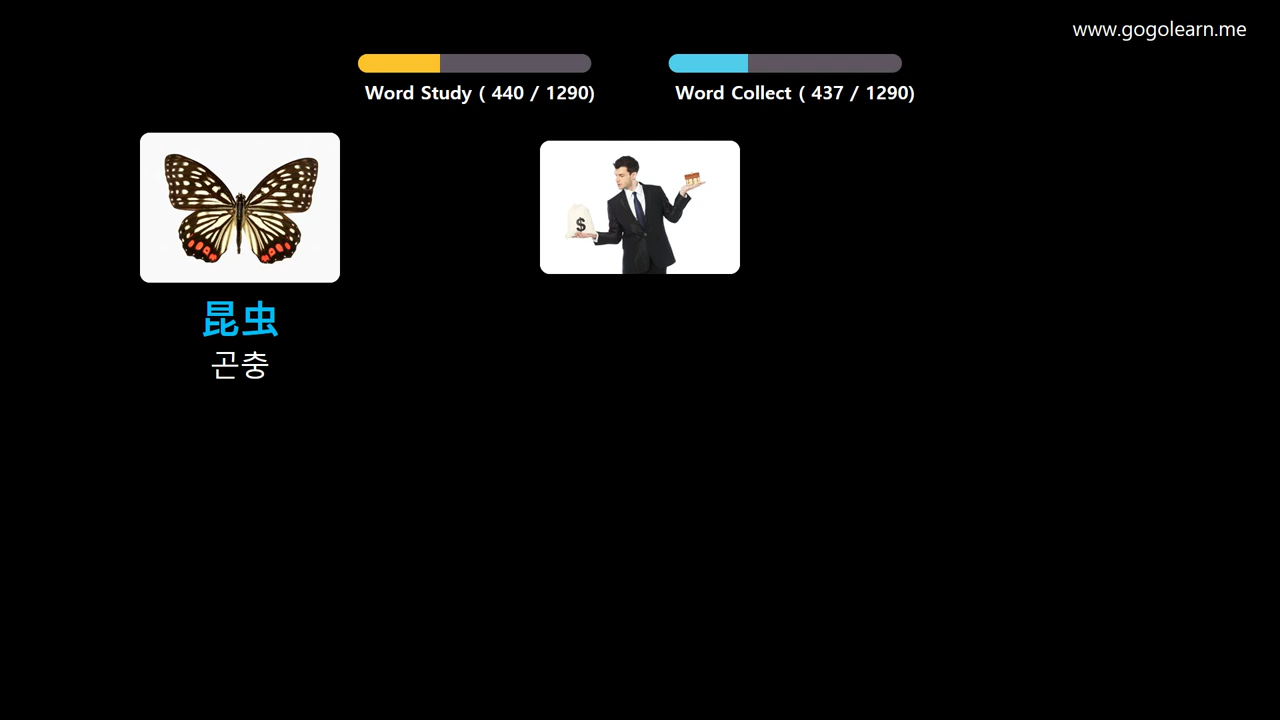 www.gogolearn.me
Word Study ( 440 / 1290)
Word Collect ( 437 / 1290)
$
昆虫
곤충